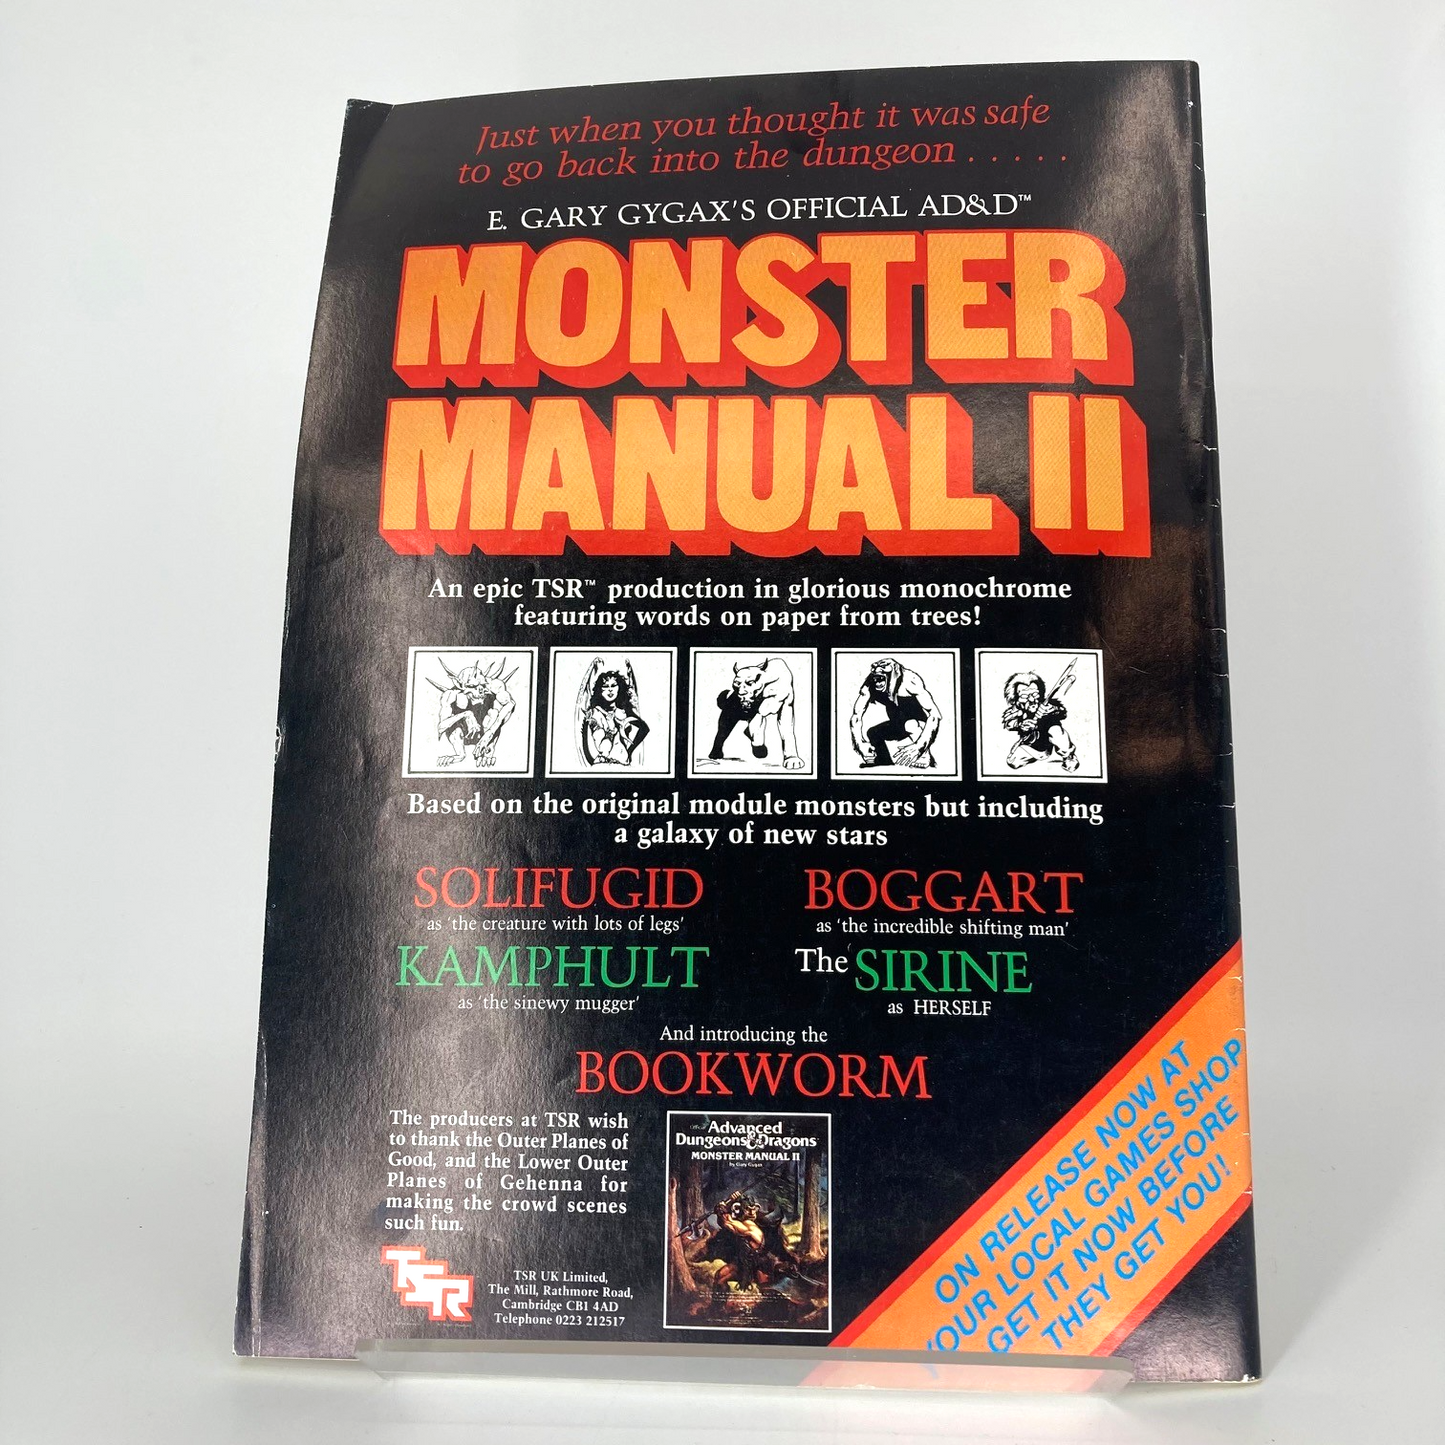 Just when you thought it was safe
to go back into the dungeon . . . . .
E. GARY GYGAX'S OFFICIAL AD&D™
MONSTER
MANUAL II
An epic TSR™ production in glorious monochrome
featuring words on paper from trees!
Based on the original module monsters but including
a galaxy of new stars
SOLIFUGID
as 'the creature with lots of legs'
BOGGART
as 'the incredible shifting man'
KAMPHULT
as 'the sinewy mugger'
The SIRINE
as HERSELF
And introducing the
BOOKWORM
The producers at TSR wish
to thank the Outer Planes of
Good, and the Lower Outer
Planes of Gehenna for
making the crowd scenes
such fun.
TSR
TSR UK Limited,
The Mill, Rathmore Road,
Cambridge CB1 4AD
Telephone 0223 212517
Advanced
Dungeons & Dragons
MONSTER MANUAL II
by Gary Gygax
ON RELEASE NOW AT
YOUR LOCAL GAMES SHOP
GET IT NOW BEFORE
THEY GET YOU!